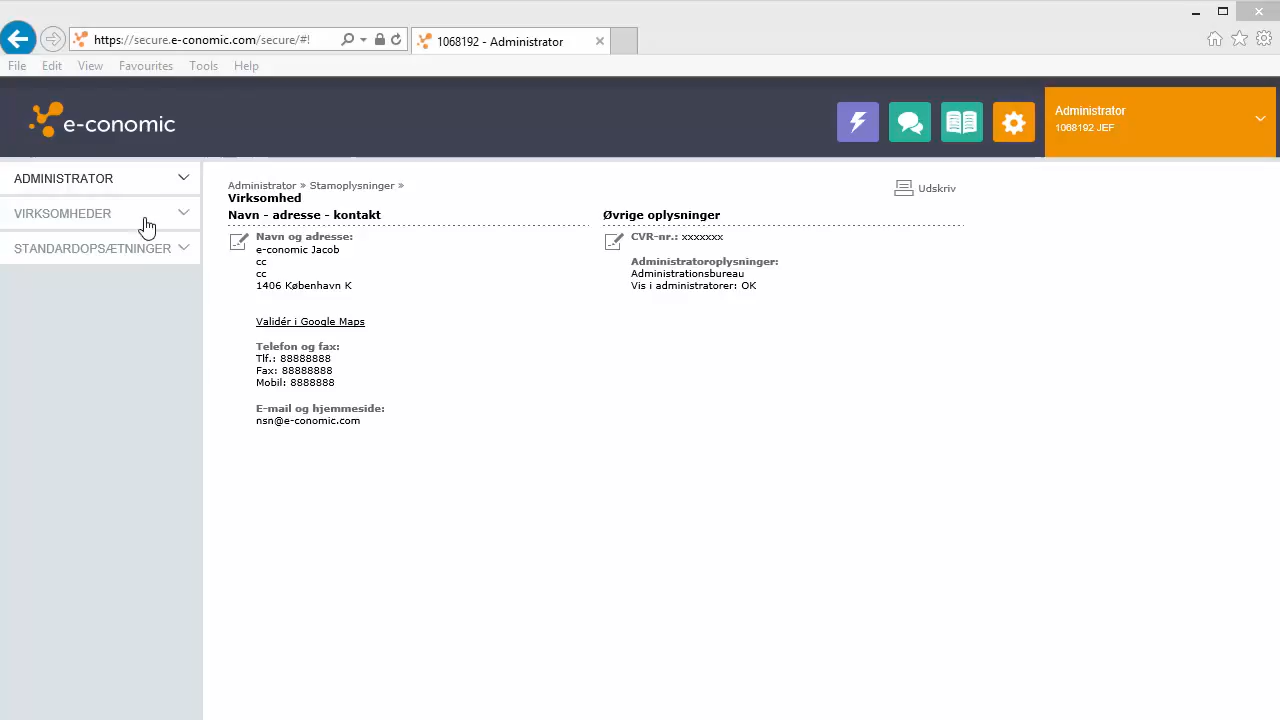 https://secure.e-conomic.com/secure/#!
1068192 - Administrator
File Edit View Favourites Tools Help
e-conomic
Administrator
1068192 JEF
ADMINISTRATOR
VIRKSOMHEDER
STANDARDOPSÆTNINGER
Administrator » Stamoplysninger »
Virksomhed
Udskriv
Navn - adresse - kontakt
Navn og adresse:
e-conomic Jacob
cc
cc
1406 København K
Validér i Google Maps
Telefon og fax:
Tlf.: 88888888
Fax: 88888888
Mobil: 8888888
E-mail og hjemmeside:
nsn@e-conomic.com
Øvrige oplysninger
CVR-nr.: xxxxxxx
Administratoroplysninger:
Administrationsbureau
Vis i administratorer: OK